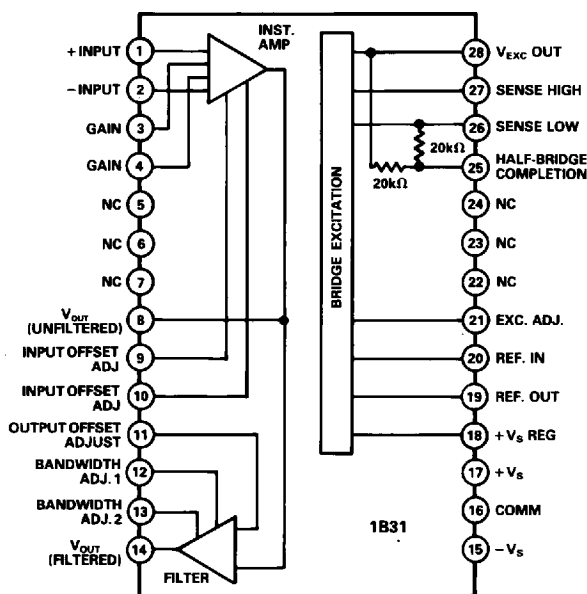 INST.
AMP
+ INPUT 1
− INPUT 2
GAIN 3
GAIN 4
NC 5
NC 6
NC 7
VOUT
(UNFILTERED) 8
INPUT OFFSET
ADJ 9
INPUT OFFSET
ADJ 10
OUTPUT OFFSET
ADJUST 11
BANDWIDTH
ADJ. 1 12
BANDWIDTH
ADJ. 2 13
VOUT
(FILTERED) 14
FILTER
BRIDGE EXCITATION
28 VEXC OUT
27 SENSE HIGH
26 SENSE LOW
20kΩ
20kΩ
25 HALF-BRIDGE
COMPLETION
24 NC
23 NC
22 NC
21 EXC. ADJ.
20 REF. IN
19 REF. OUT
18 +VS REG
17 +VS
16 COMM
15 −VS
1B31